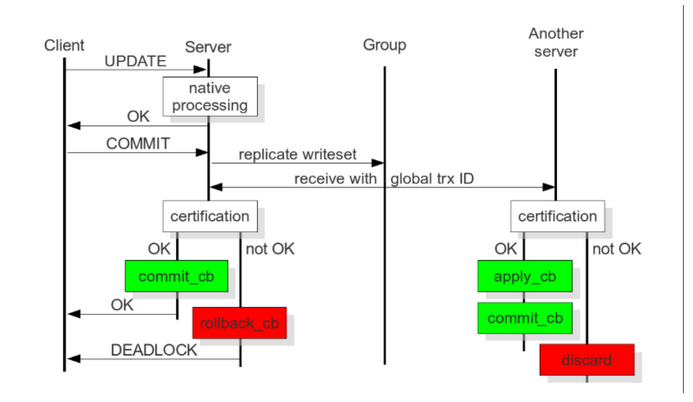 Client
Server
Group
Another
server
UPDATE
native
processing
OK
COMMIT
replicate writeset
receive with global trx ID
certification
certification
OK
not OK
OK
not OK
commit_cb
apply_cb
OK
rollback_cb
commit_cb
DEADLOCK
discard